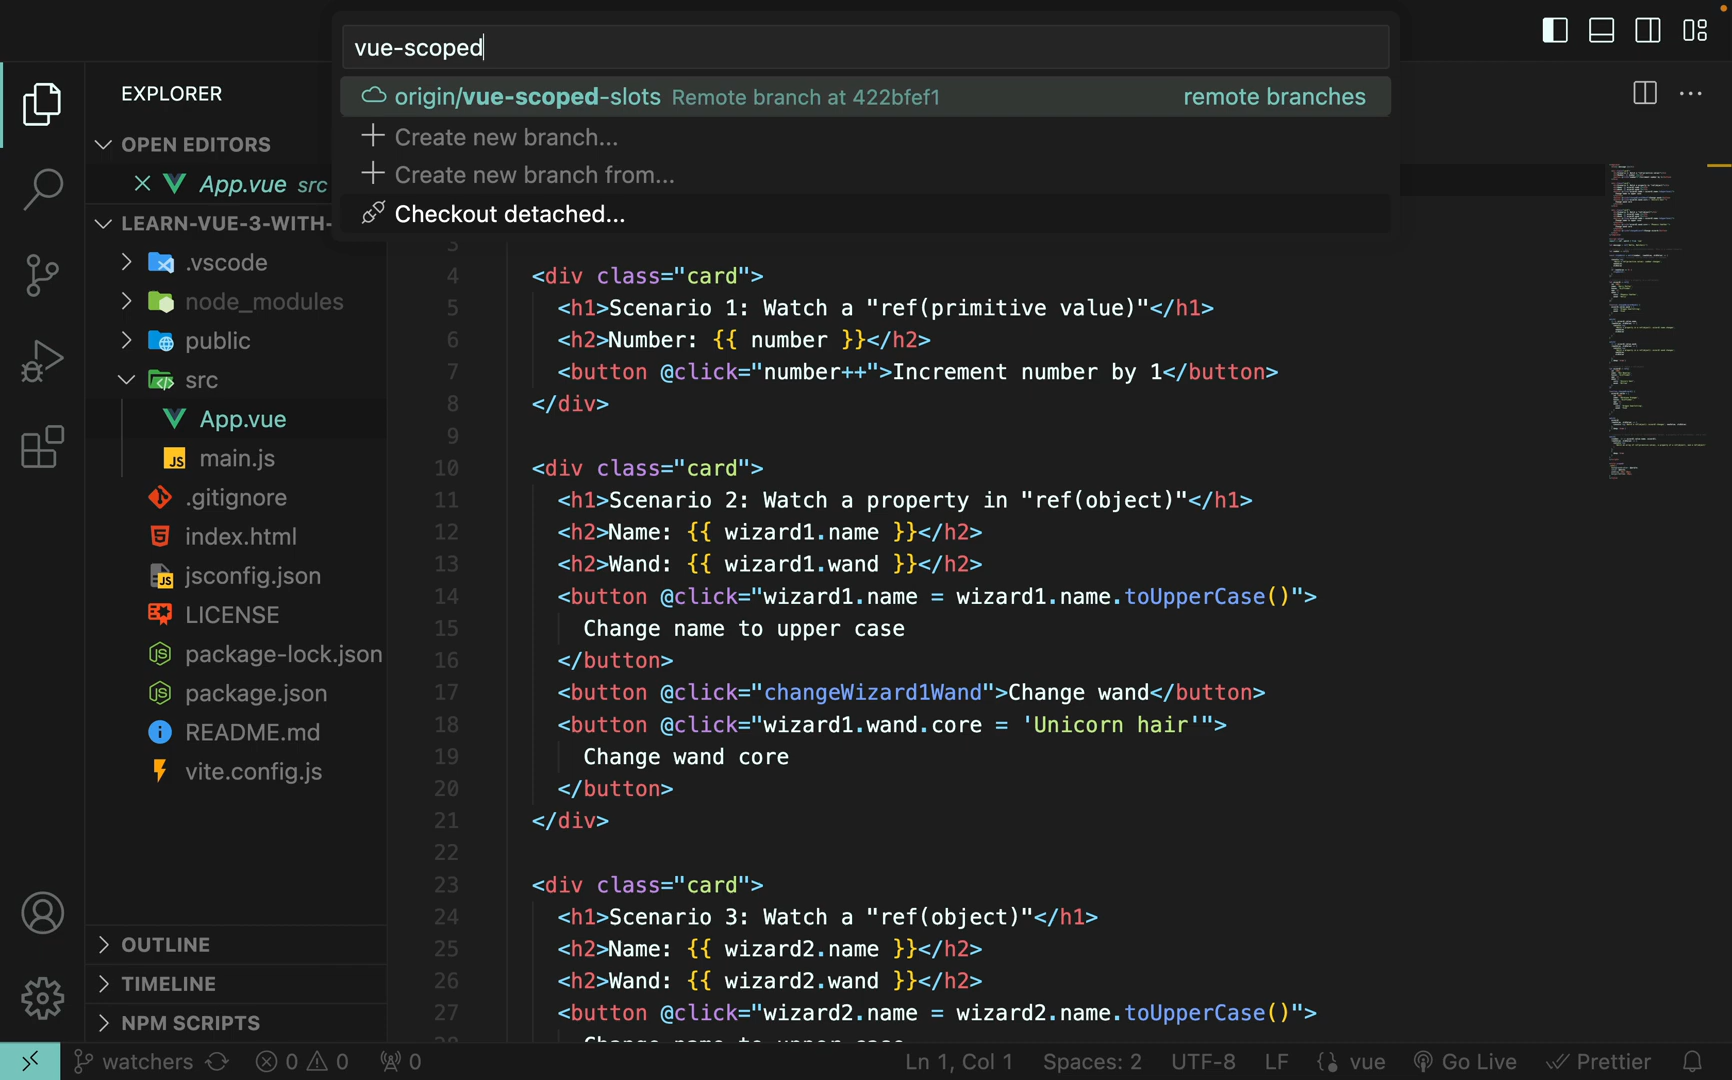 vue-scoped
origin/vue-scoped-slots Remote branch at 422bfef1 remote branches
Create new branch...
Create new branch from...
Checkout detached...
EXPLORER
OPEN EDITORS
App.vue src
LEARN-VUE-3-WITH-
.vscode
node_modules
public
src
App.vue
main.js
.gitignore
index.html
jsconfig.json
LICENSE
package-lock.json
package.json
README.md
vite.config.js
OUTLINE
TIMELINE
NPM SCRIPTS
3
4 <div class="card">
5 <h1>Scenario 1: Watch a "ref(primitive value)"</h1>
6 <h2>Number: {{ number }}</h2>
7 <button @click="number++">Increment number by 1</button>
8 </div>
9
10 <div class="card">
11 <h1>Scenario 2: Watch a property in "ref(object)"</h1>
12 <h2>Name: {{ wizard1.name }}</h2>
13 <h2>Wand: {{ wizard1.wand }}</h2>
14 <button @click="wizard1.name = wizard1.name.toUpperCase()">
15 Change name to upper case
16 </button>
17 <button @click="changeWizard1Wand">Change wand</button>
18 <button @click="wizard1.wand.core = 'Unicorn hair'">
19 Change wand core
20 </button>
21 </div>
22
23 <div class="card">
24 <h1>Scenario 3: Watch a "ref(object)"</h1>
25 <h2>Name: {{ wizard2.name }}</h2>
26 <h2>Wand: {{ wizard2.wand }}</h2>
27 <button @click="wizard2.name = wizard2.name.toUpperCase()">
28 Change name to upper case
watchers 0 0 0 Ln 1, Col 1 Spaces: 2 UTF-8 LF vue Go Live Prettier